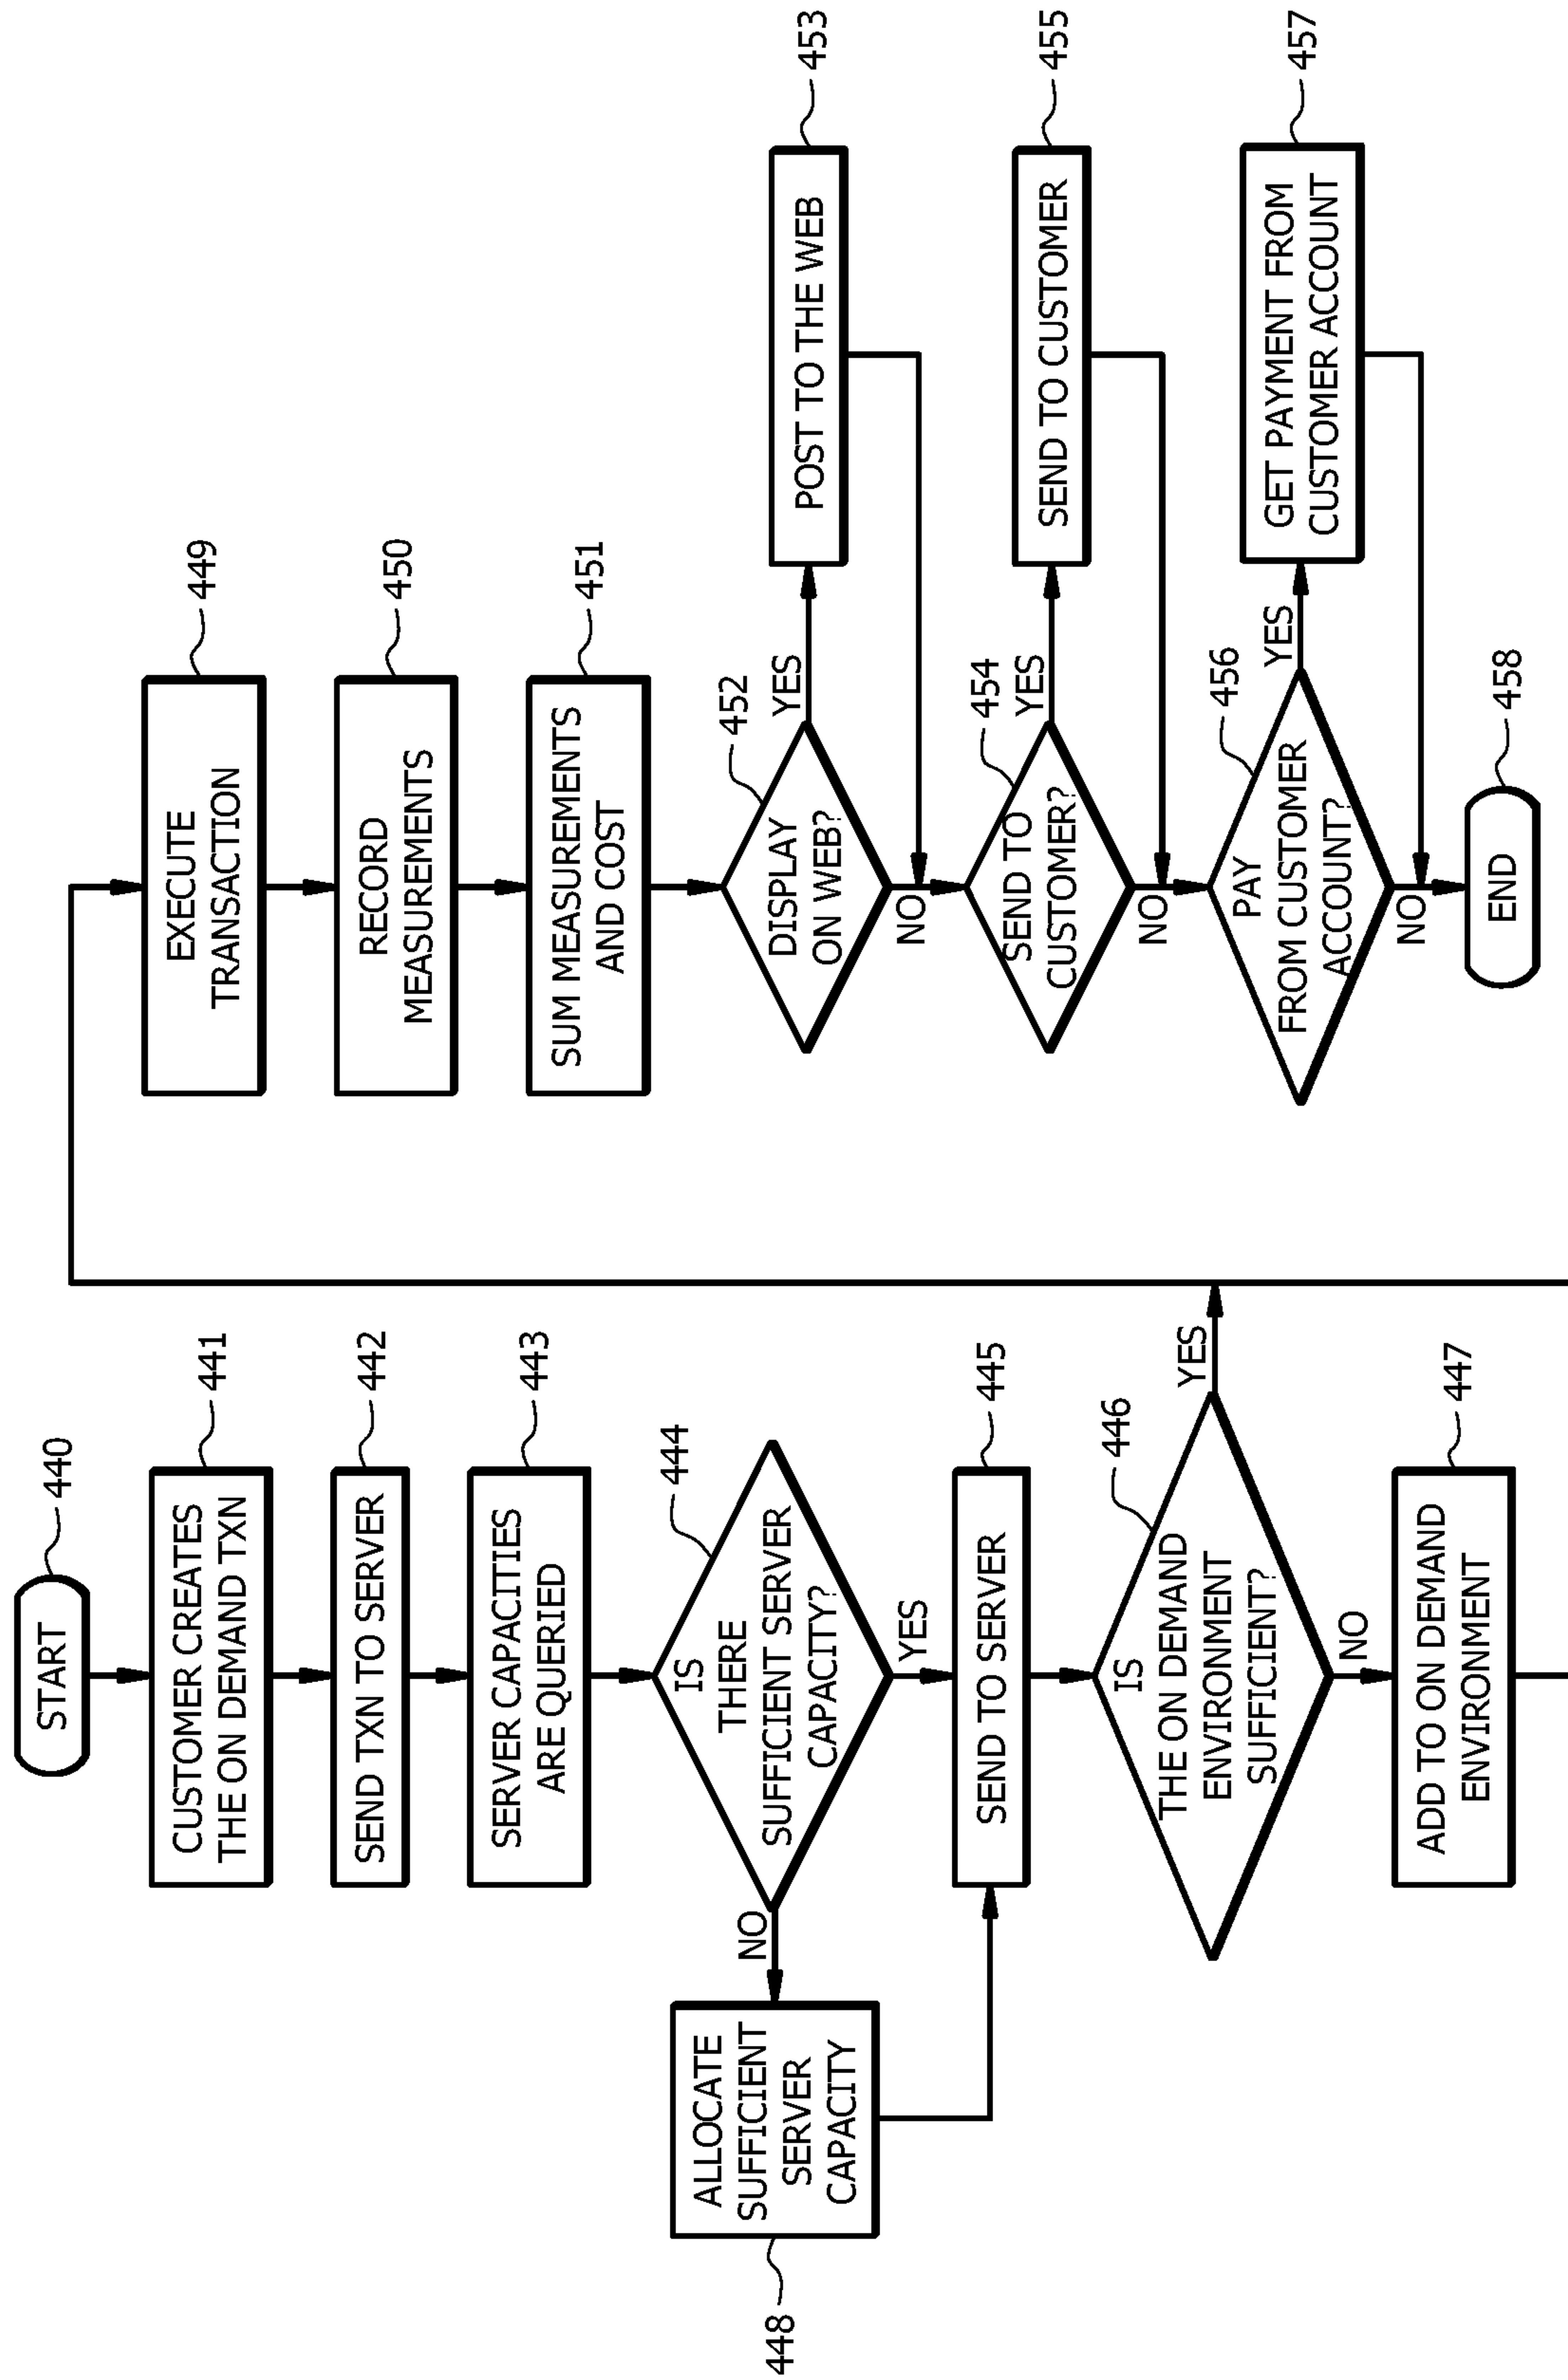 START
440
CUSTOMER CREATES
THE ON DEMAND TXN
441
SEND TXN TO SERVER
442
SERVER CAPACITIES
ARE QUERIED
443
IS
THERE
SUFFICIENT SERVER
CAPACITY?
444
NO
YES
ALLOCATE
SUFFICIENT
SERVER
CAPACITY
448
SEND TO SERVER
445
IS
THE ON DEMAND
ENVIRONMENT
SUFFICIENT?
446
YES
NO
ADD TO ON DEMAND
ENVIRONMENT
447
EXECUTE
TRANSACTION
449
RECORD
MEASUREMENTS
450
SUM MEASUREMENTS
AND COST
451
DISPLAY
ON WEB?
452
YES
NO
POST TO THE WEB
453
SEND TO
CUSTOMER?
454
YES
NO
SEND TO CUSTOMER
455
PAY
FROM CUSTOMER
ACCOUNT?
456
YES
NO
GET PAYMENT FROM
CUSTOMER ACCOUNT
457
END
458